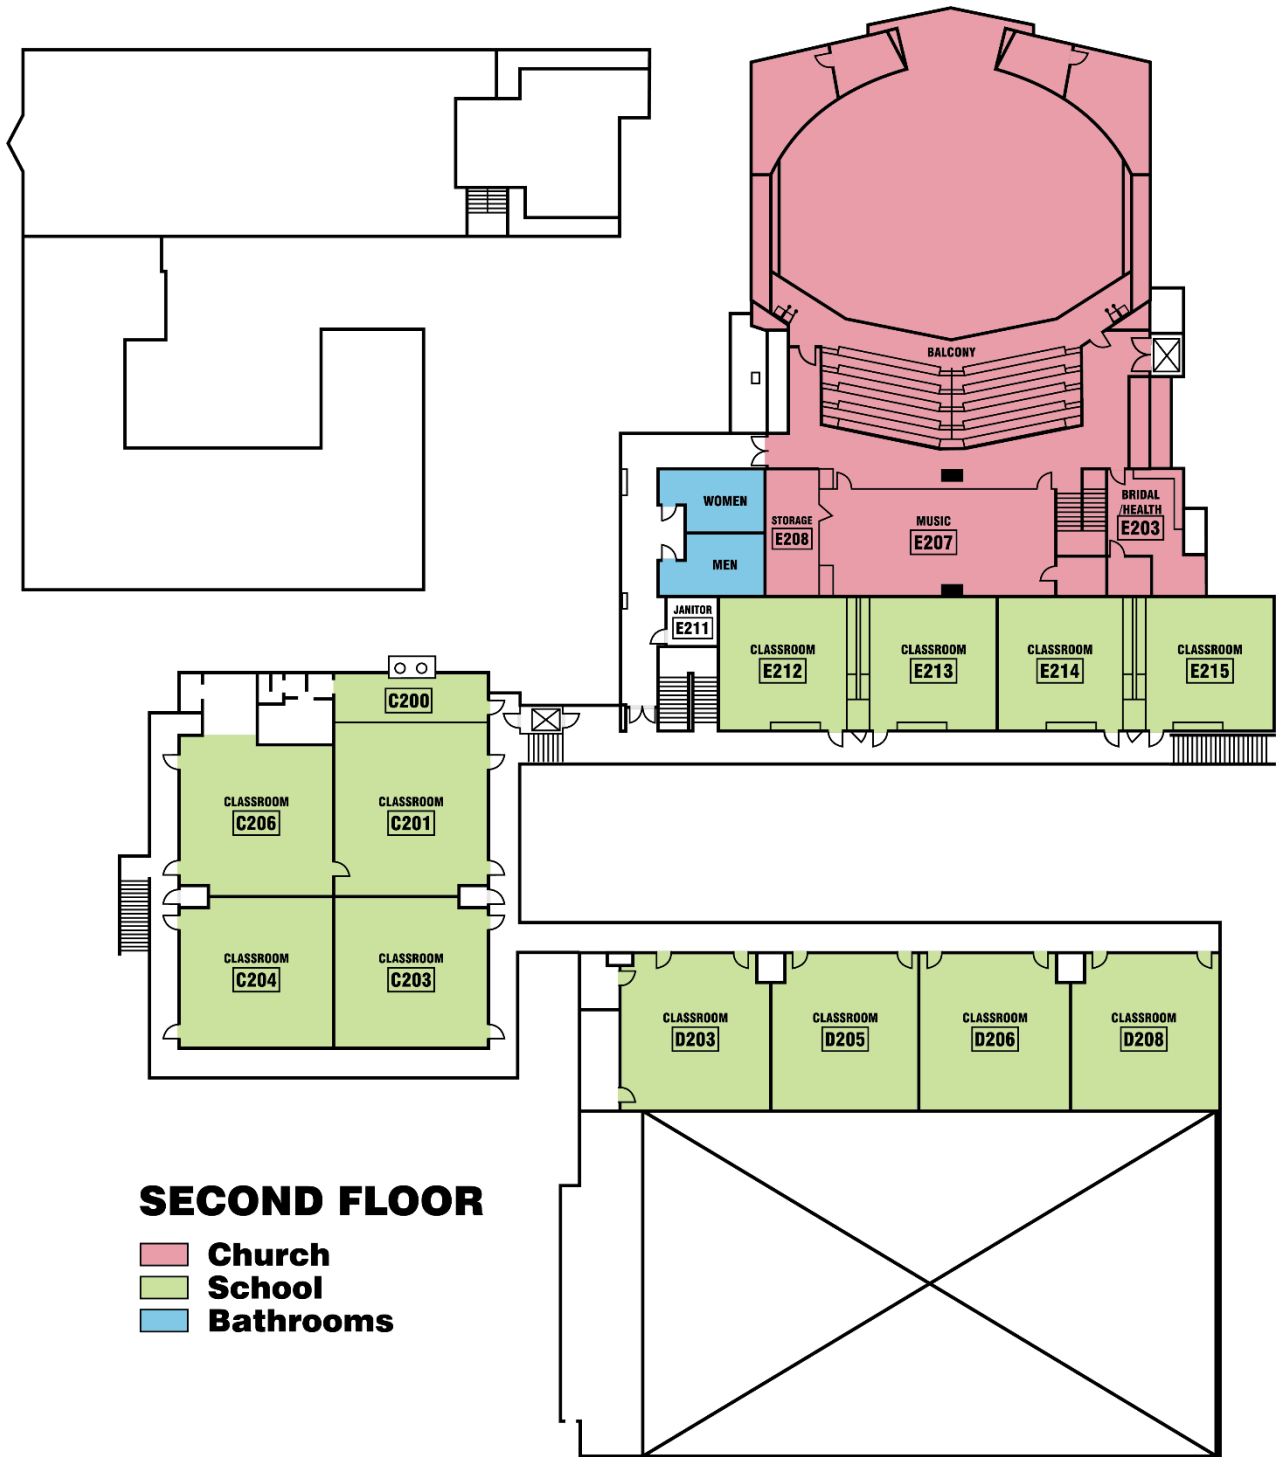 BALCONY
WOMEN
MEN
STORAGE
E208
MUSIC
E207
BRIDAL
/HEALTH
E203
JANITOR
E211
CLASSROOM
E212
CLASSROOM
E213
CLASSROOM
E214
CLASSROOM
E215
C200
CLASSROOM
C206
CLASSROOM
C201
CLASSROOM
C204
CLASSROOM
C203
CLASSROOM
D203
CLASSROOM
D205
CLASSROOM
D206
CLASSROOM
D208
SECOND FLOOR
Church
School
Bathrooms